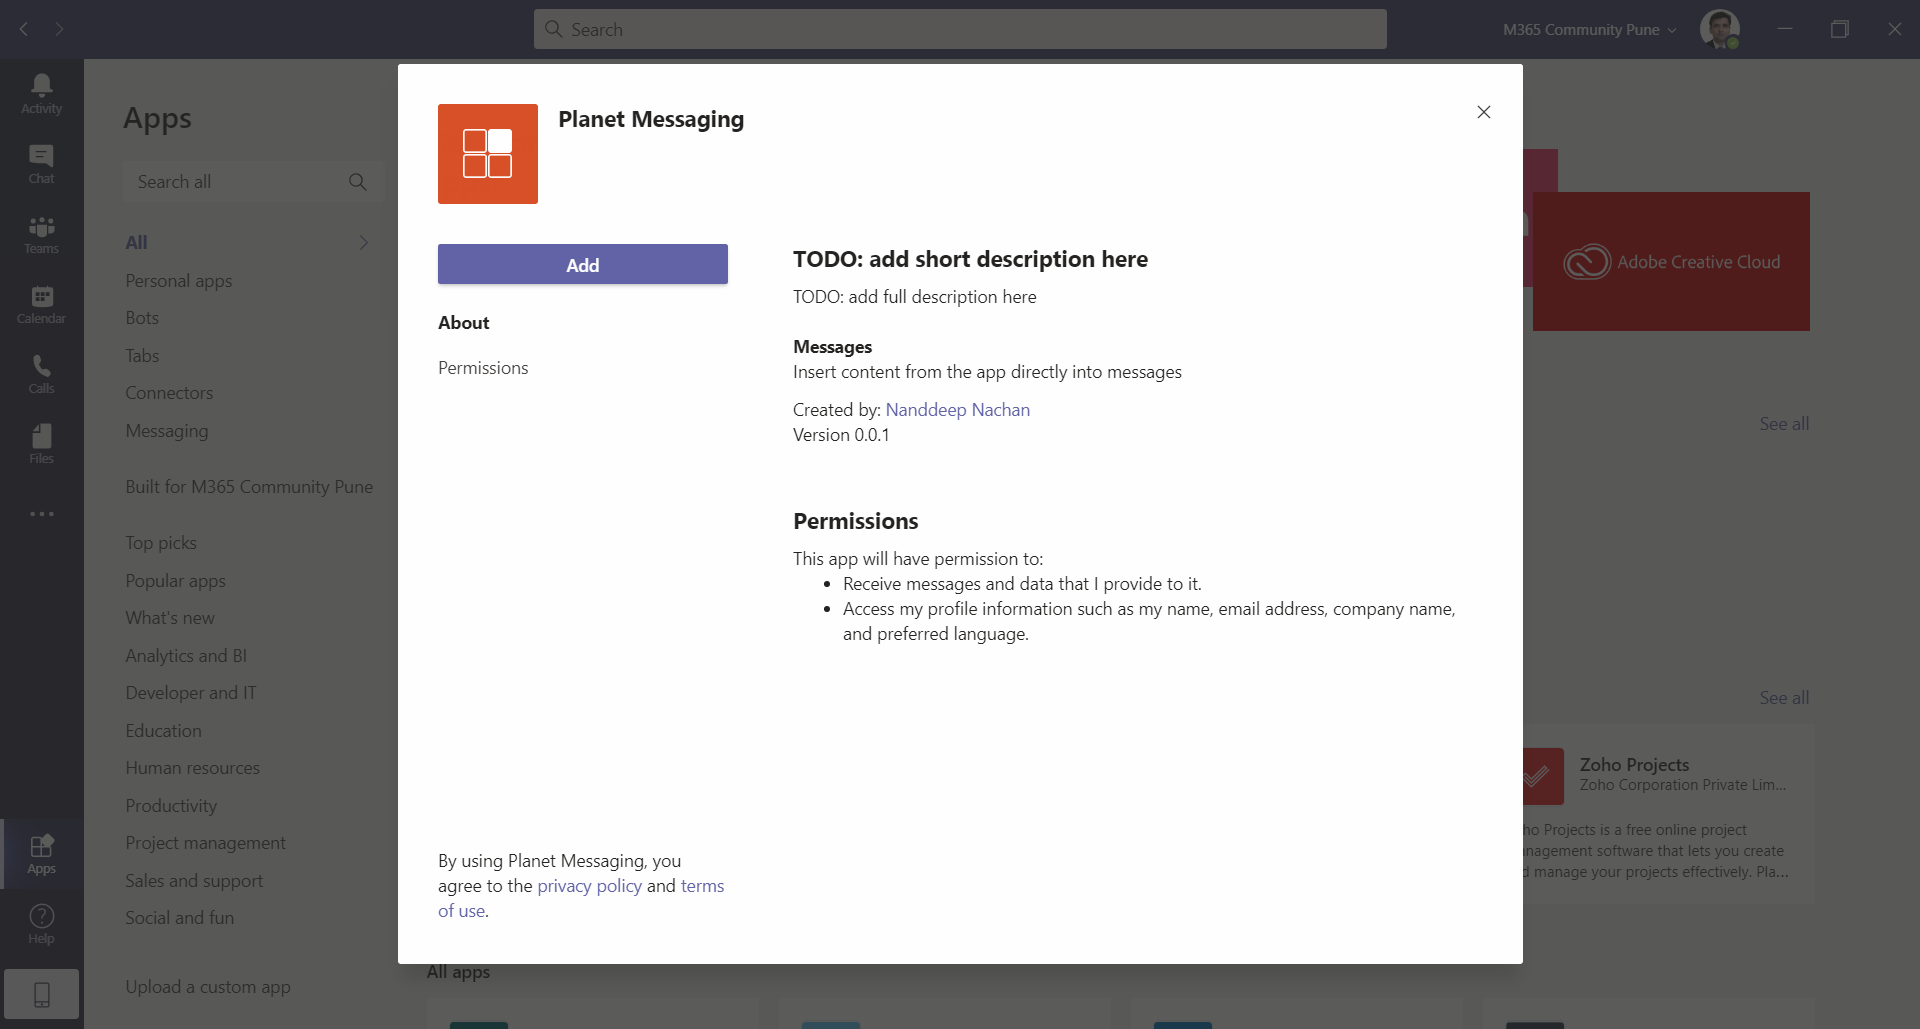 Search
M365 Community Pune
Activity
Chat
Teams
Calendar
Calls
Files
Apps
Help
Apps
Search all
All
Personal apps
Bots
Tabs
Connectors
Messaging
Built for M365 Community Pune
Top picks
Popular apps
What's new
Analytics and BI
Developer and IT
Education
Human resources
Productivity
Project management
Sales and support
Social and fun
Upload a custom app
Planet Messaging
Add
About
Permissions
By using Planet Messaging, you
agree to the privacy policy and terms
of use.
TODO: add short description here
TODO: add full description here
Messages
Insert content from the app directly into messages
Created by: Nanddeep Nachan
Version 0.0.1
Permissions
This app will have permission to:
• Receive messages and data that I provide to it.
• Access my profile information such as my name, email address, company name,
and preferred language.
Adobe Creative Cloud
See all
See all
Zoho Projects
Zoho Corporation Private Lim...
Projects is a free online project
software that lets you create
manage your projects effectively. Pla...
All apps